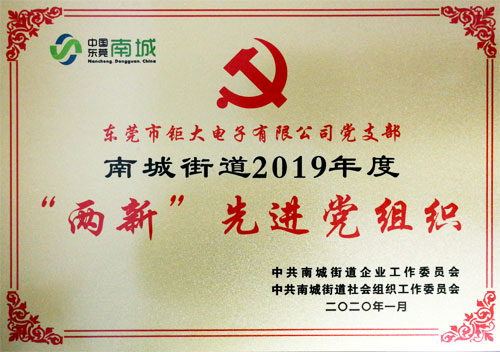 中国
东莞 南城
Nancheng, Dongguan, China
东莞市钜大电子有限公司党支部
南城街道2019年度
“两新”先进党组织
中共南城街道企业工作委员会
中共南城街道社会组织工作委员会
二〇二〇年一月